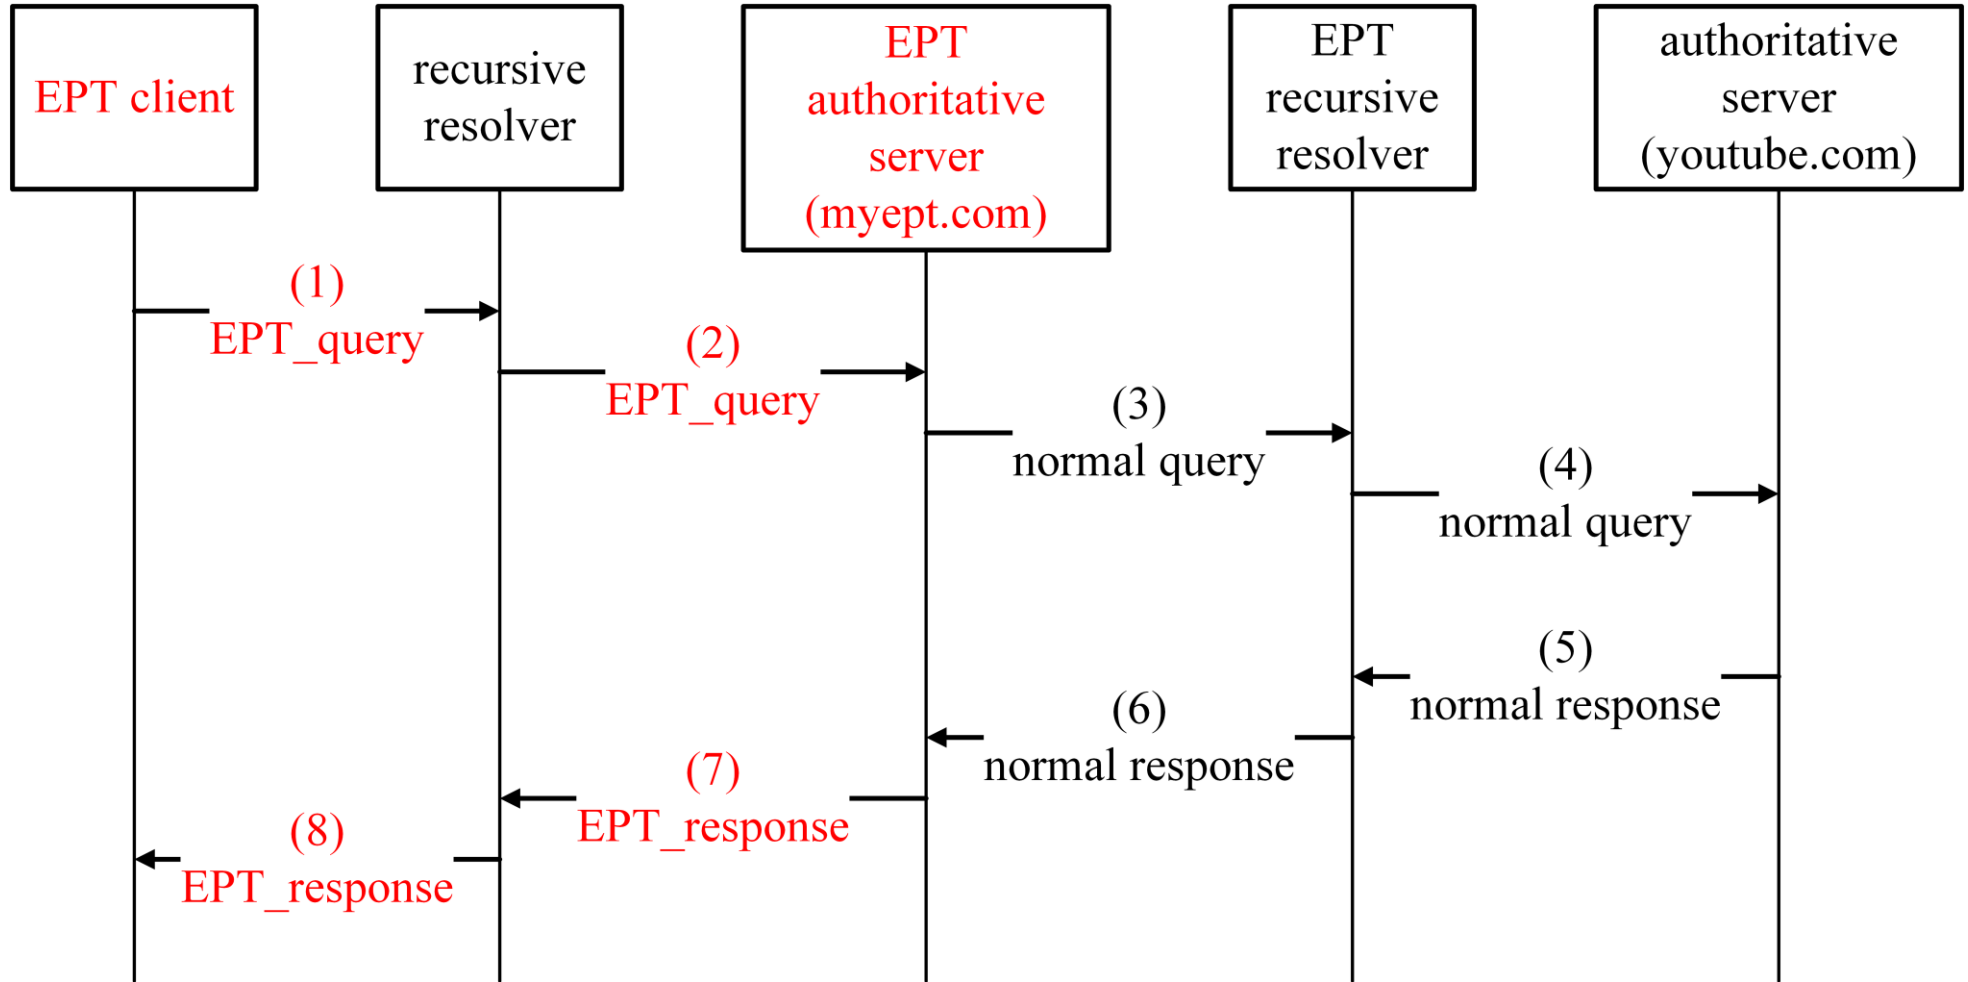 EPT client
recursive
resolver
EPT
authoritative
server
(myept.com)
EPT
recursive
resolver
authoritative
server
(youtube.com)
(1)
EPT_query
(2)
EPT_query
(3)
normal query
(4)
normal query
(5)
normal response
(6)
normal response
(7)
EPT_response
(8)
EPT_response